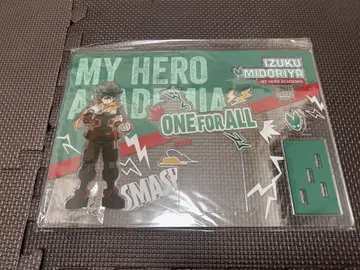 MY HERO
ACADEMIA
IZUKU
MIDORIYA
MY HERO ACADEMIA
ONE FOR ALL
SMASH